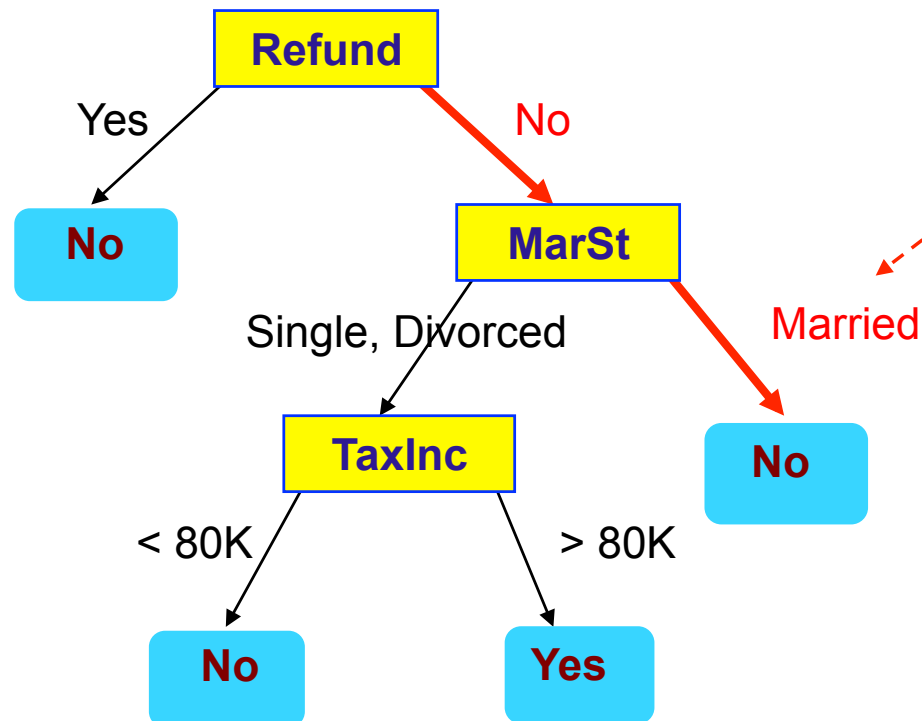 Refund
Yes
No
No
MarSt
Single, Divorced
Married
TaxInc
No
< 80K
> 80K
No
Yes